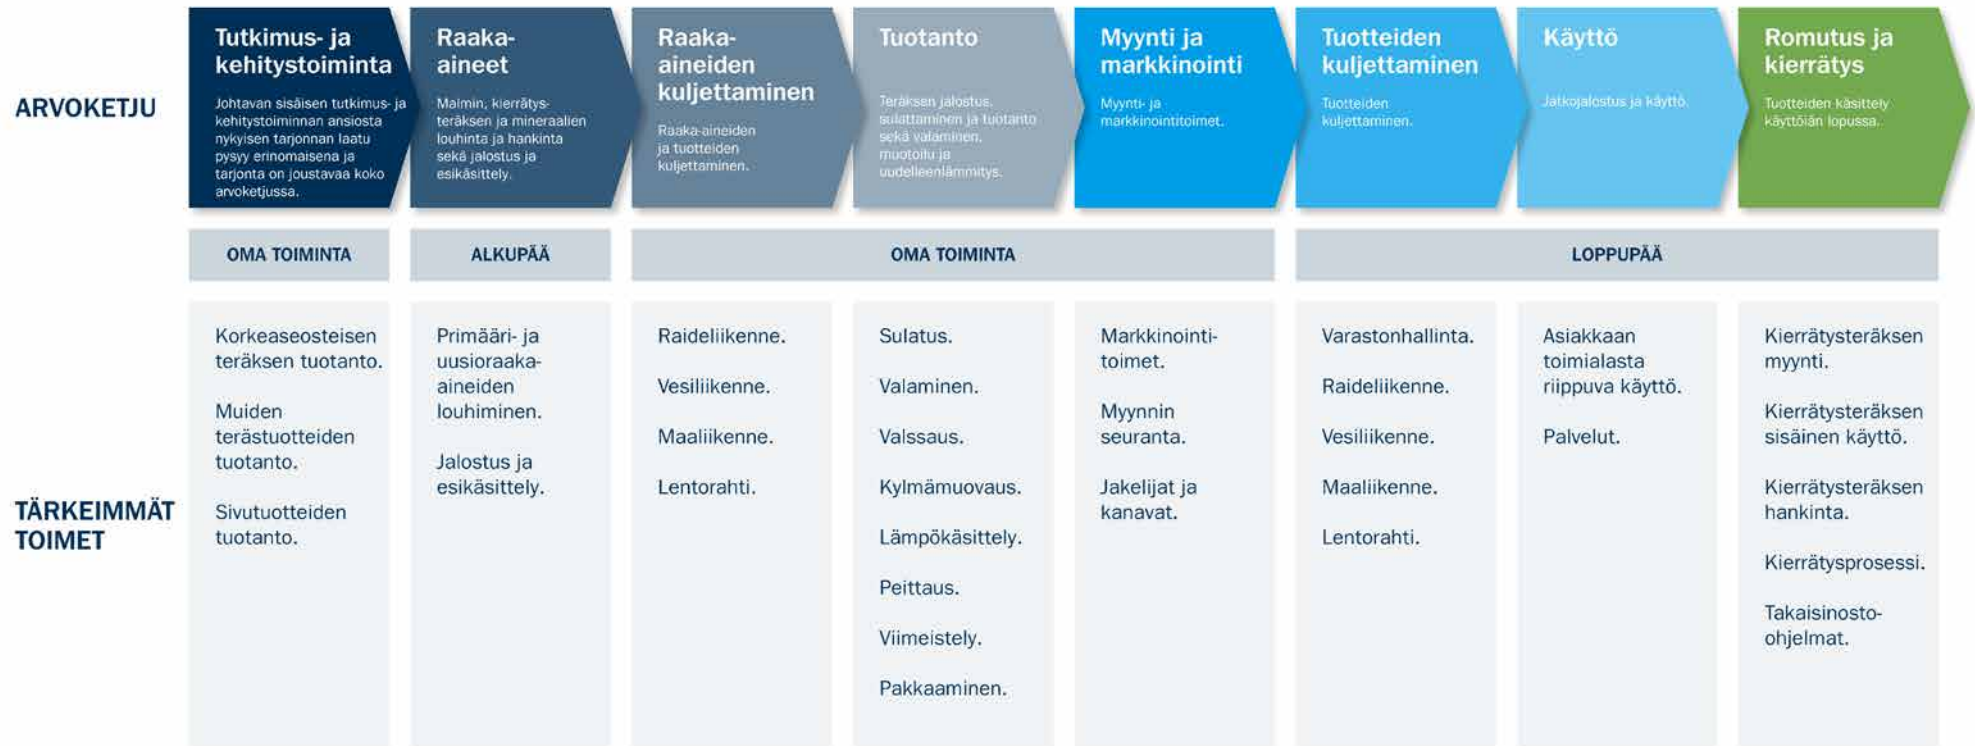 ARVOKETJU
Tutkimus- ja
kehitystoiminta
Johtavan sisäisen tutkimus- ja
kehitystoiminnan ansiosta
nykyisen tarjonnan laatu
pysyy erinomaisena ja
tarjonta on joustavaa koko
arvoketjussa.
Raaka-
aineet
Malmin, kierrätys-
teräksen ja mineraalien
louhinta ja hankinta
sekä jalostus ja
esikäsittely.
Raaka-
aineiden
kuljettaminen
Raaka-aineiden
ja tuotteiden
kuljettaminen.
Tuotanto
Teräksen jalostus,
sulattaminen ja tuotanto
sekä valaminen,
muotoilu ja
uudelleenlämmitys.
Myynti ja
markkinointi
Myynti- ja
markkinointitoimet.
Tuotteiden
kuljettaminen
Tuotteiden
kuljettaminen.
Käyttö
Jatkojalostus ja käyttö.
Romutus ja
kierrätys
Tuotteiden käsittely
käyttöiän lopussa.
OMA TOIMINTA
ALKUPÄÄ
OMA TOIMINTA
LOPPUPÄÄ
TÄRKEIMMÄT
TOIMET
Korkeaseosteisen
teräksen tuotanto.
Muiden
terästuotteiden
tuotanto.
Sivutuotteiden
tuotanto.
Primääri- ja
uusioraaka-
aineiden
louhiminen.
Jalostus ja
esikäsittely.
Raideliikenne.
Vesiliikenne.
Maaliikenne.
Lentorahti.
Sulatus.
Valaminen.
Valssaus.
Kylmämuovaus.
Lämpökäsittely.
Peittaus.
Viimeistely.
Pakkaaminen.
Markkinointi-
toimet.
Myynnin
seuranta.
Jakelijat ja
kanavat.
Varastonhallinta.
Raideliikenne.
Vesiliikenne.
Maaliikenne.
Lentorahti.
Asiakkaan
toimialasta
riippuva käyttö.
Palvelut.
Kierrätysteräksen
myynti.
Kierrätysteräksen
sisäinen käyttö.
Kierrätysteräksen
hankinta.
Kierrätysprosessi.
Takaisinosto-
ohjelmat.